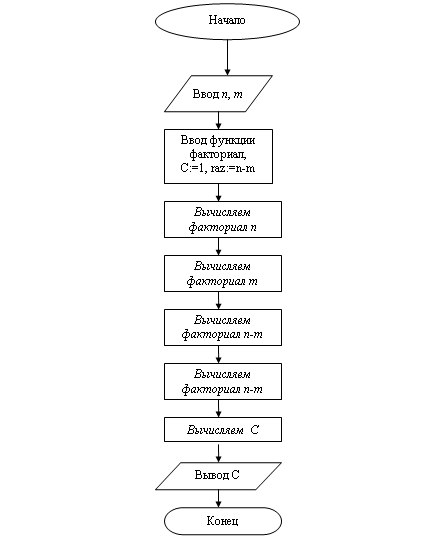 Начало
Ввод n, m
Ввод функции
факториал,
C:=1, raz:=n-m
Вычисляем
факториал n
Вычисляем
факториал m
Вычисляем
факториал n-m
Вычисляем
факториал n-m
Вычисляем C
Вывод C
Конец